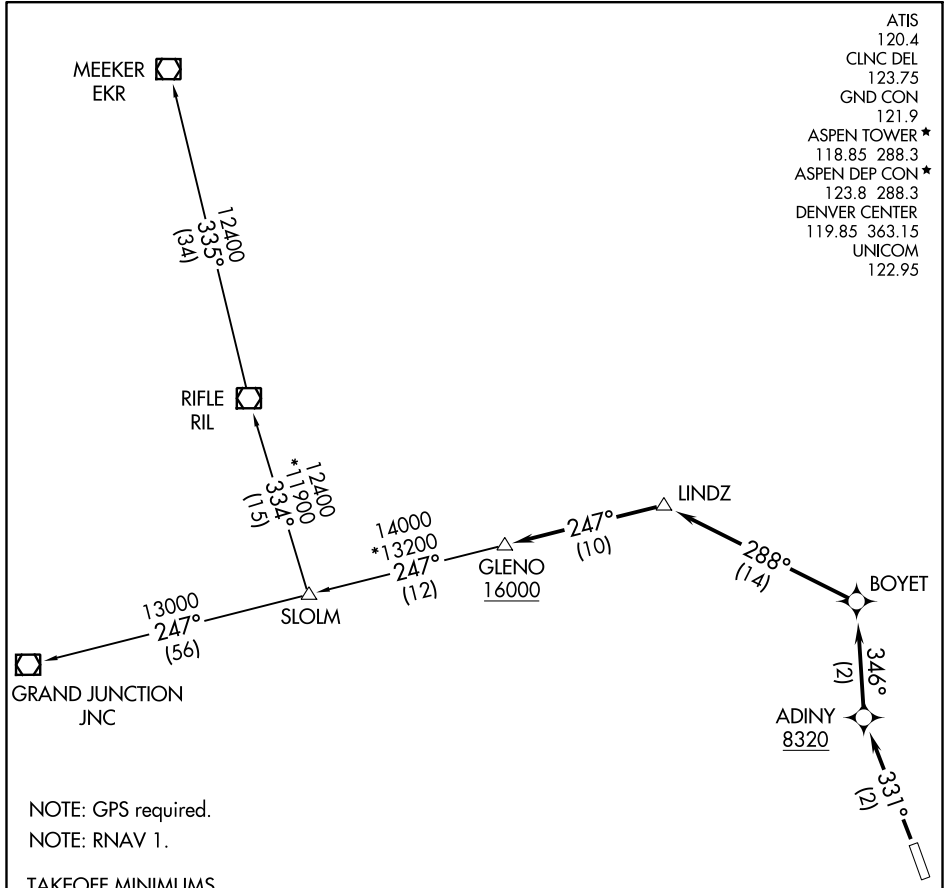 ATIS
120.4
CLNC DEL
123.75
GND CON
121.9
ASPEN TOWER★
118.85 288.3
ASPEN DEP CON★
123.8 288.3
DENVER CENTER
119.85 363.15
UNICOM
122.95
MEEKER
EKR
12400
335°
(34)
RIFLE
RIL
12400
*11900
334°
(15)
LINDZ
247°
(10)
GLENO
16000
14000
*13200
247°
(12)
288°
(14)
BOYET
SLOLM
13000
247°
(56)
GRAND JUNCTION
JNC
346°
(2)
ADINY
8320
331°
(2)
NOTE: GPS required.
NOTE: RNAV 1.
TAKEOFF MINIMUMS